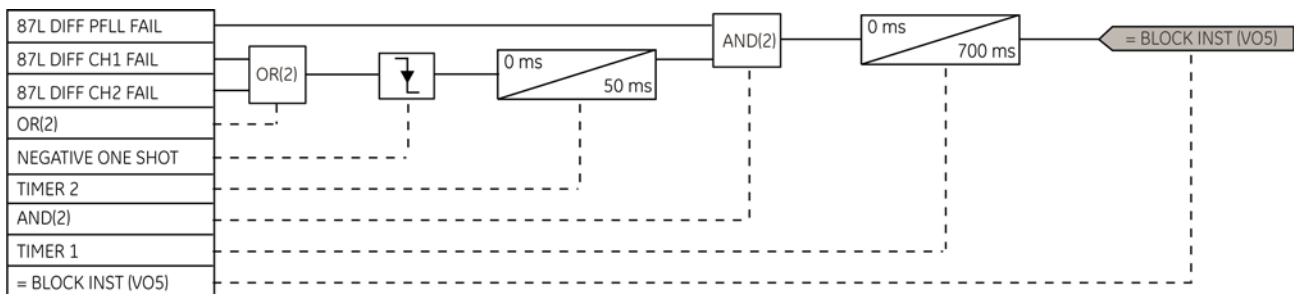 87L DIFF PFLL FAIL
87L DIFF CH1 FAIL
87L DIFF CH2 FAIL
OR(2)
NEGATIVE ONE SHOT
TIMER 2
AND(2)
TIMER 1
= BLOCK INST (VO5)
OR(2)
0 ms
50 ms
AND(2)
0 ms
700 ms
= BLOCK INST (VO5)